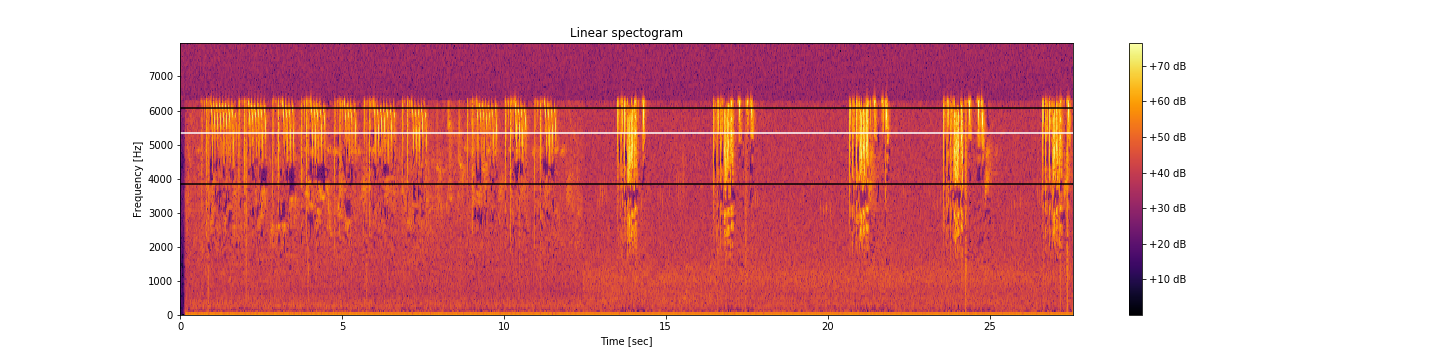 Linear spectogram
7000
6000
5000
4000
3000
2000
1000
0
Frequency [Hz]
0 5 10 15 20 25
Time [sec]
+70 dB
+60 dB
+50 dB
+40 dB
+30 dB
+20 dB
+10 dB